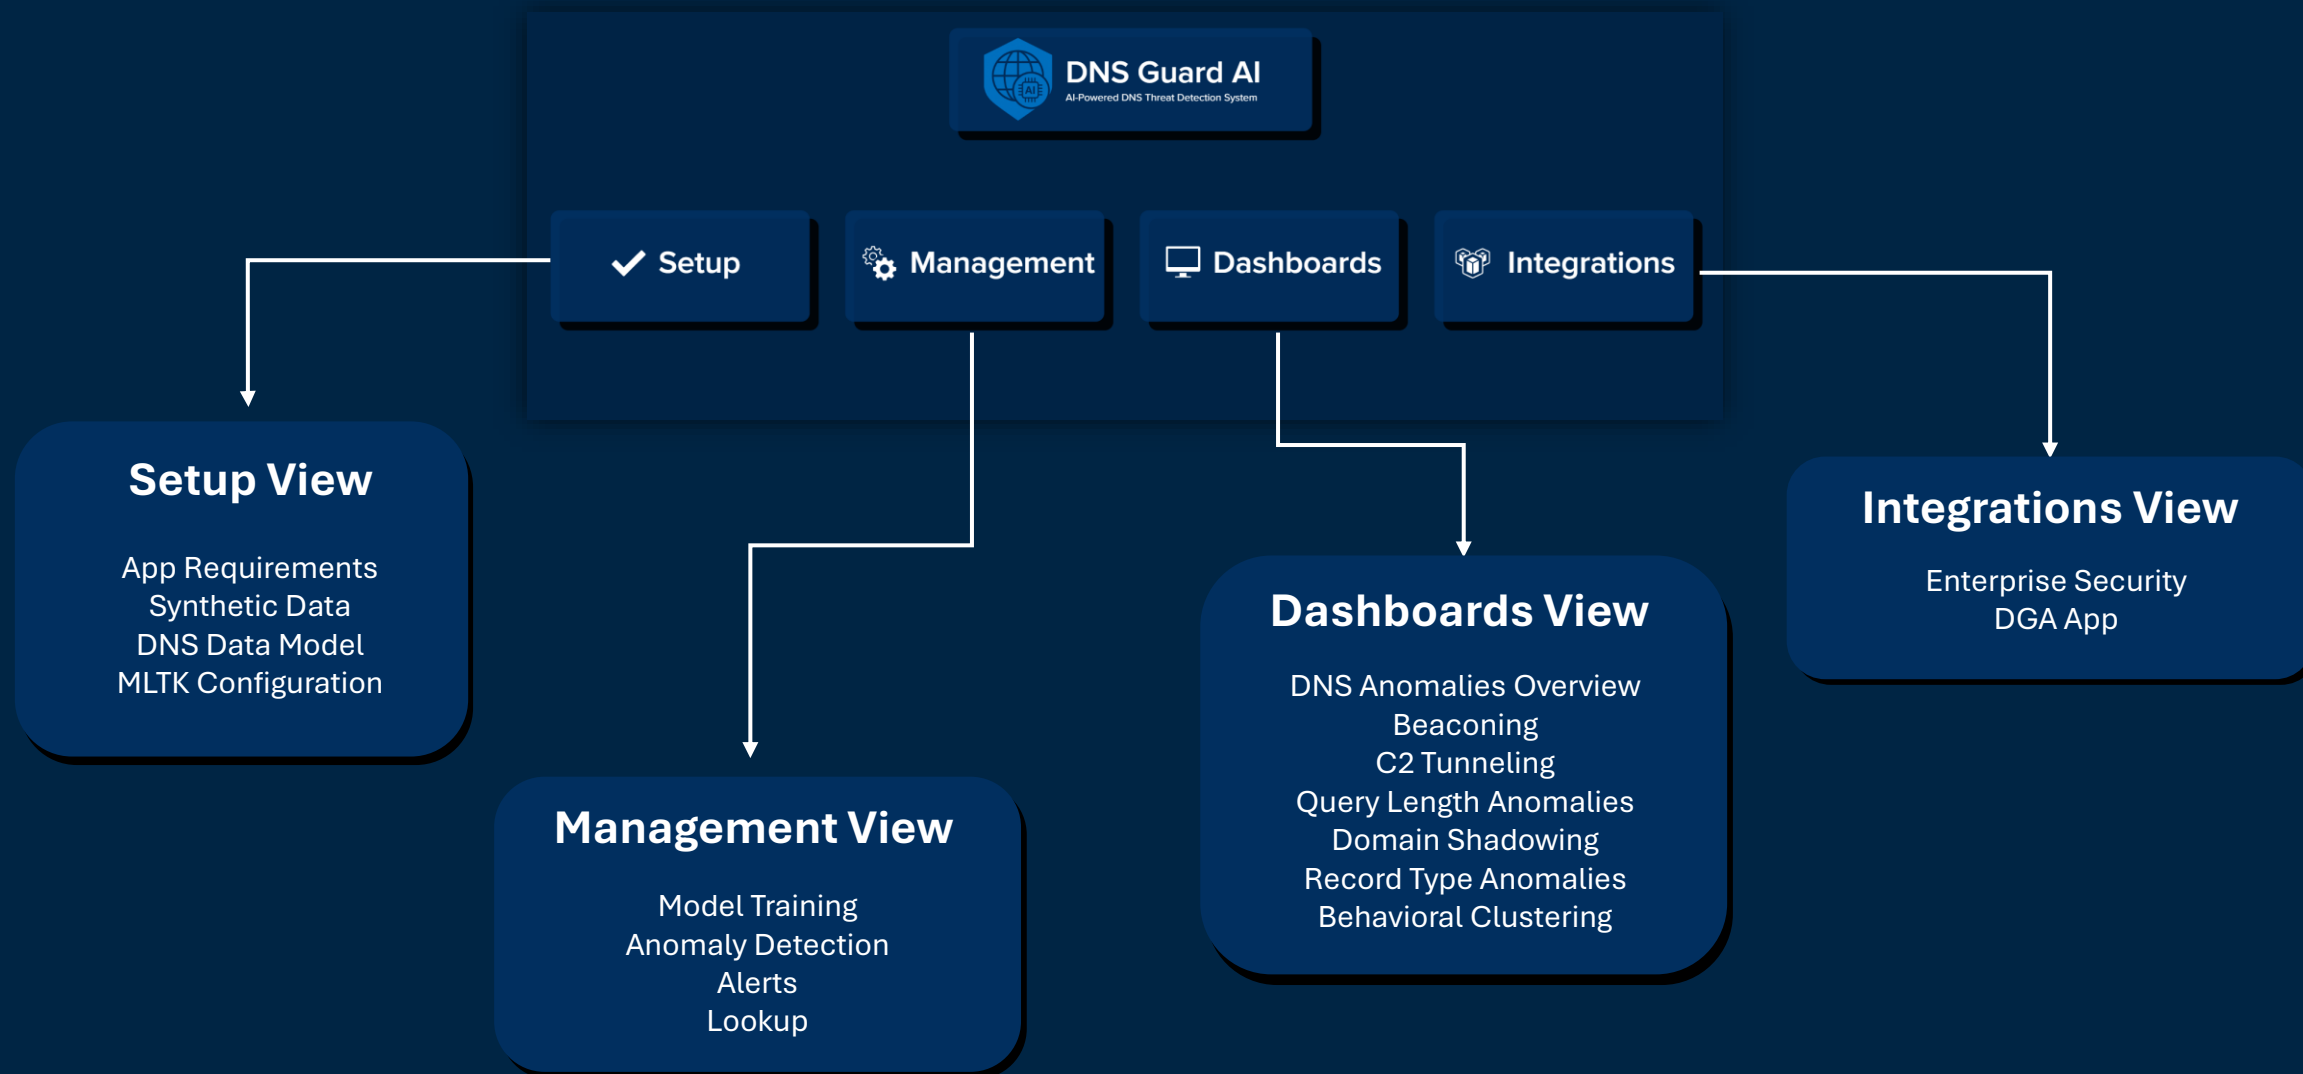 DNS Guard AI
AI-Powered DNS Threat Detection System
Setup
Management
Dashboards
Integrations
Setup View
App Requirements
Synthetic Data
DNS Data Model
MLTK Configuration
Management View
Model Training
Anomaly Detection
Alerts
Lookup
Dashboards View
DNS Anomalies Overview
Beaconing
C2 Tunneling
Query Length Anomalies
Domain Shadowing
Record Type Anomalies
Behavioral Clustering
Integrations View
Enterprise Security
DGA App